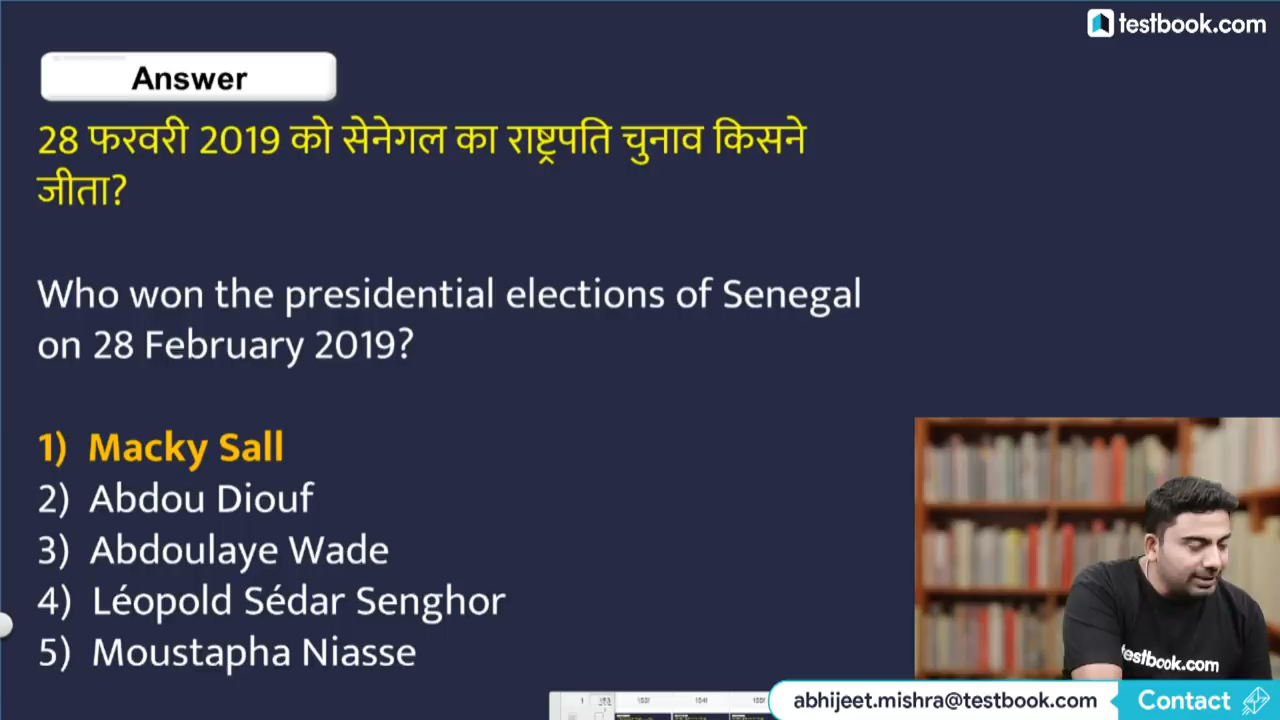 testbook.com
Answer
28 फरवरी 2019 को सेनेगल का राष्ट्रपति चुनाव किसने
जीता?
Who won the presidential elections of Senegal
on 28 February 2019?
1) Macky Sall
2) Abdou Diouf
3) Abdoulaye Wade
4) Léopold Sédar Senghor
5) Moustapha Niasse
testbook.com
abhijeet.mishra@testbook.com Contact